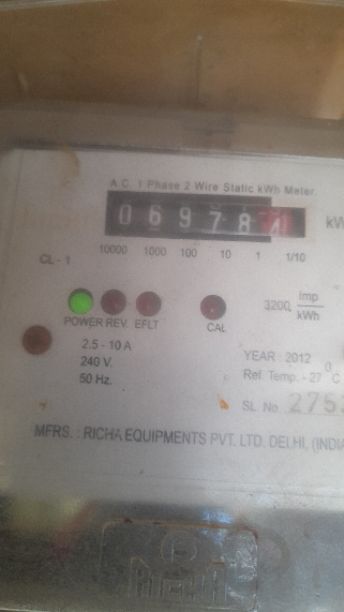 A.C. 1 Phase 2 Wire Static kWh Meter.
069784
10000 1000 100 10 1 1/10
CL - 1
3200 imp
kWh
POWER REV. EFLT CAL
2.5 - 10 A
240 V.
50 Hz.
YEARː 2012
Ref. Temp. - 27 °C
SL No.
MFRS. : RICHA EQUIPMENTS PVT. LTD. DELHI,